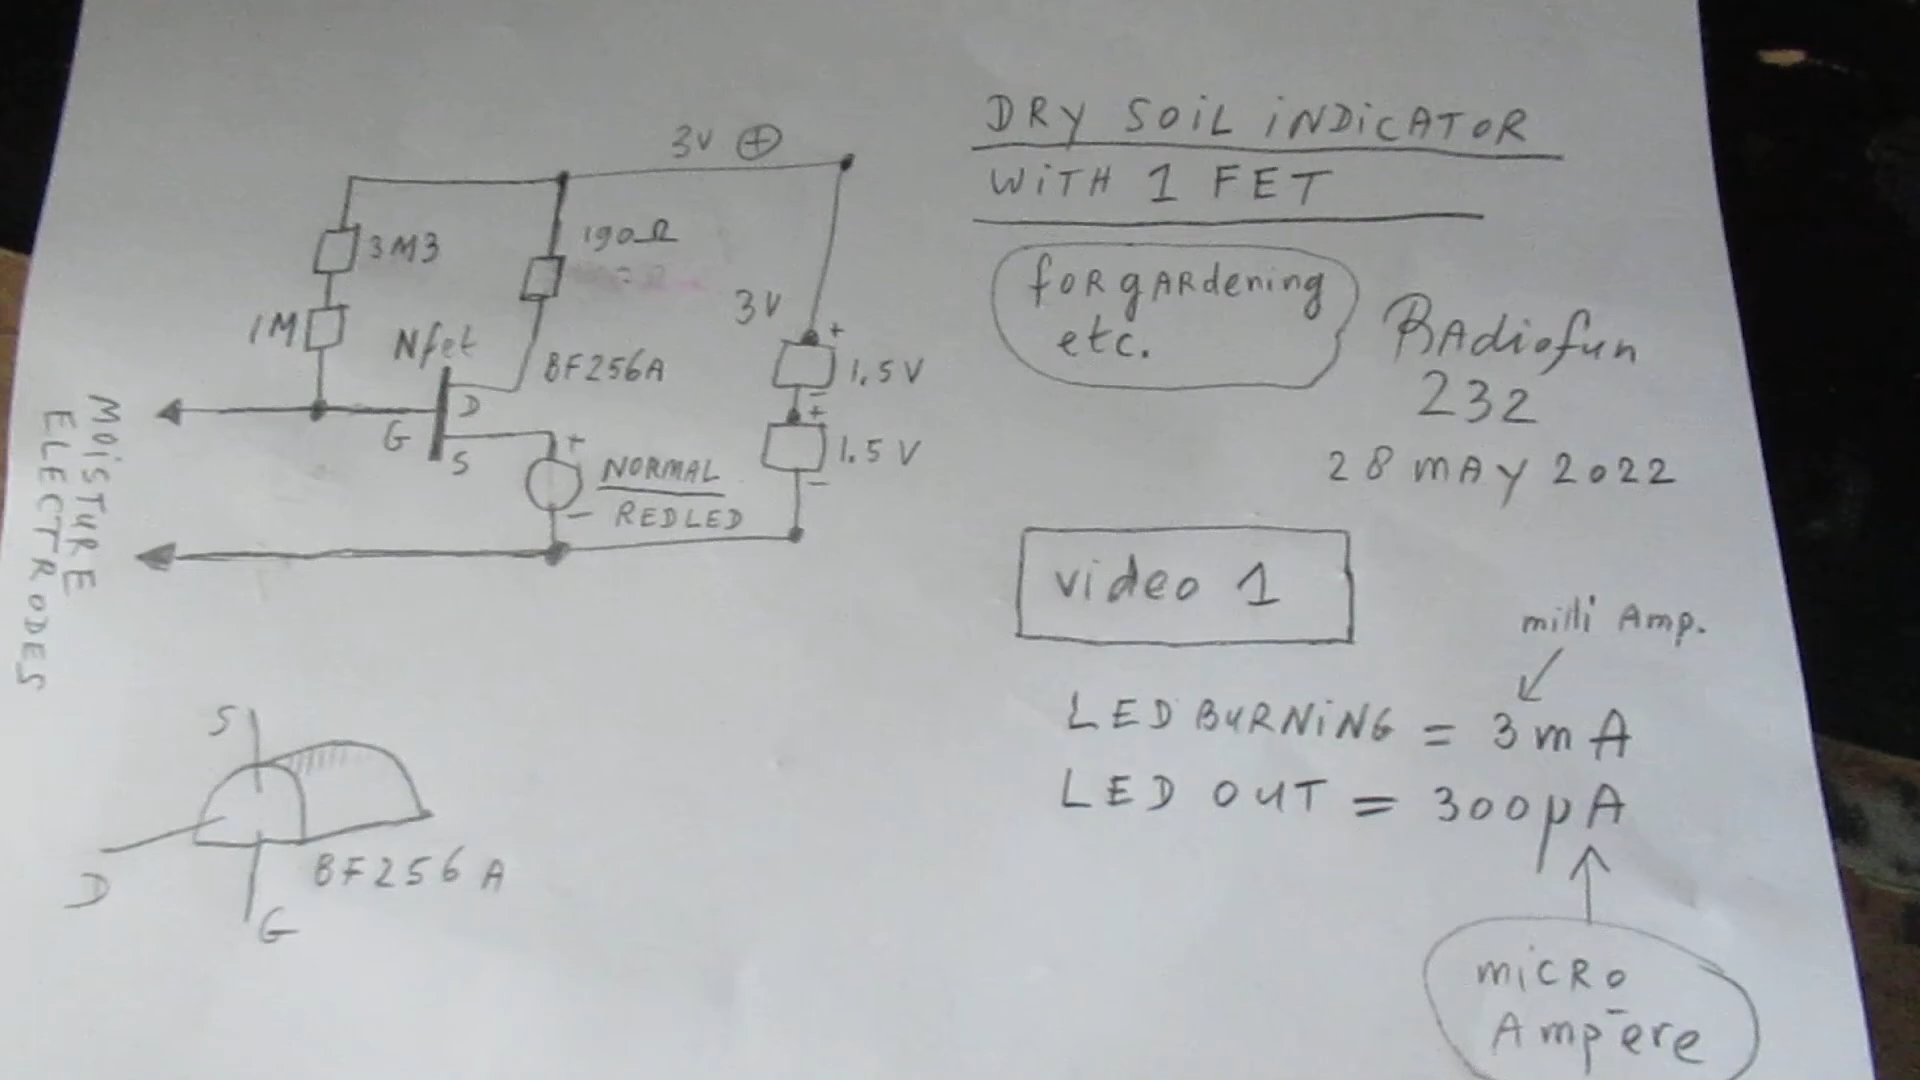 DRY SOIL INDICATOR
WITH 1 FET
for gardening
etc.
Radiofun
232
28 MAY 2022
video 1
milli Amp.
LED BURNING = 3 mA
LED OUT = 300 µA
MICRO
Ampere
3V +
3M3
190Ω
1M
Nfet
BF256A
D
G
S
+
NORMAL
RED LED
-
3V
+
1.5V
-
+
1.5V
-
MOISTURE
ELECTRODES
S
D
G
BF256A